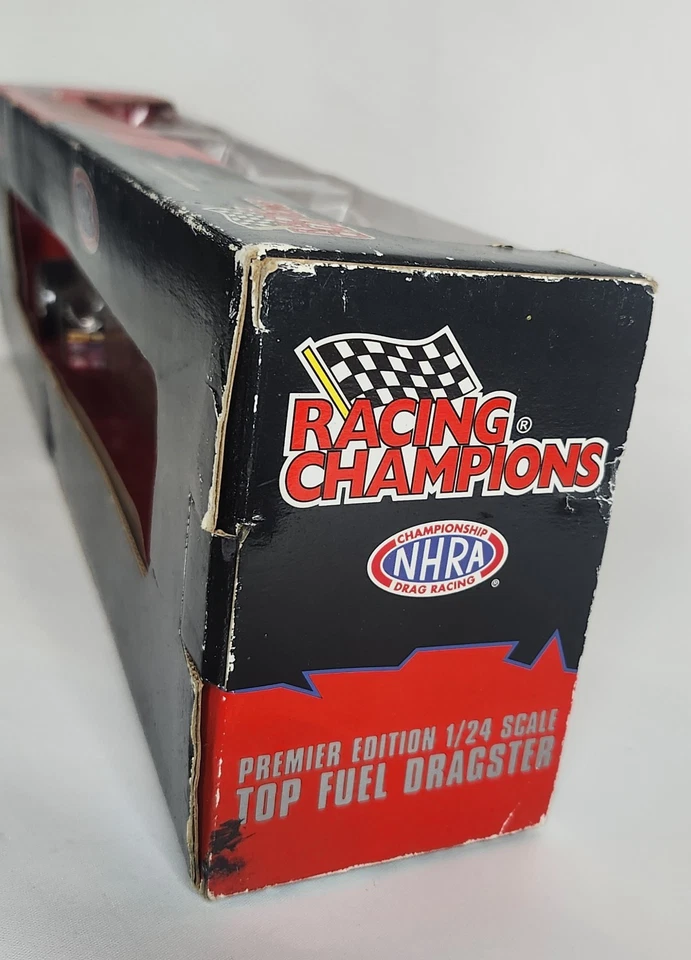 RACING®
CHAMPIONS
CHAMPIONSHIP
NHRA
DRAG RACING
®
PREMIER EDITION 1/24 SCALE
TOP FUEL DRAGSTER